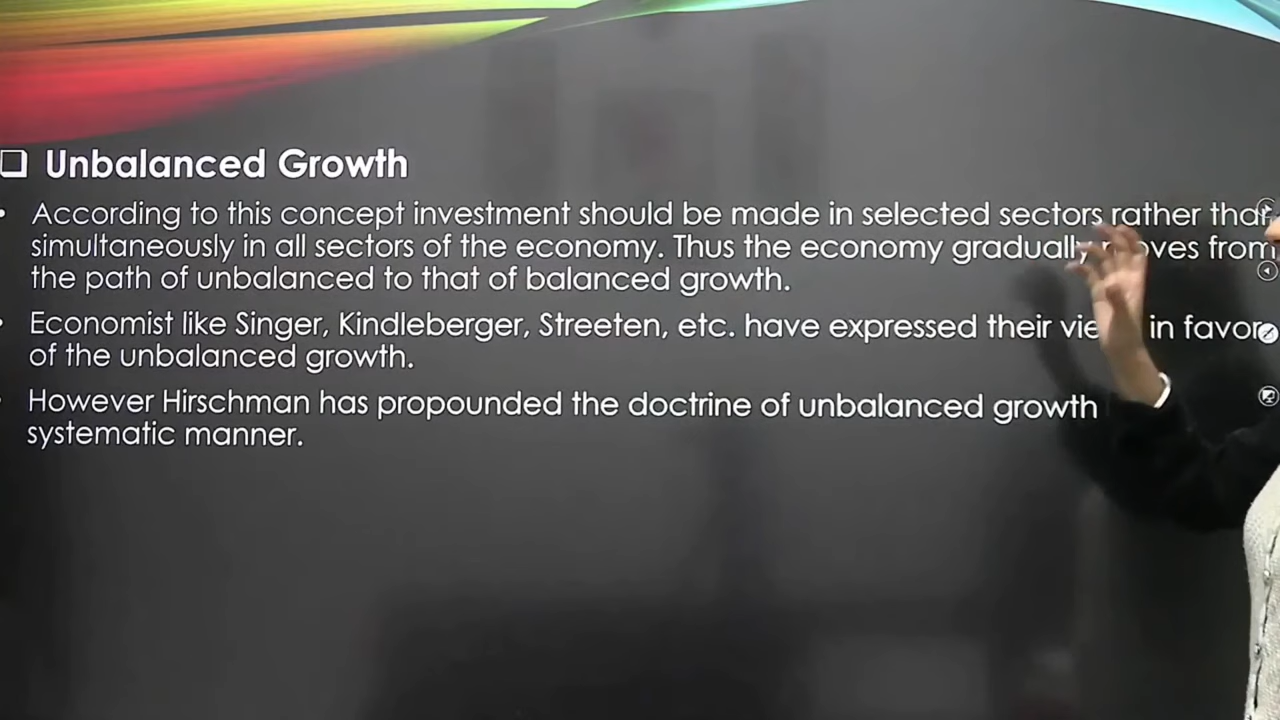 Unbalanced Growth
• According to this concept investment should be made in selected sectors rather than
simultaneously in all sectors of the economy. Thus the economy gradually moves from
the path of unbalanced to that of balanced growth.
• Economist like Singer, Kindleberger, Streeten, etc. have expressed their in favor
of the unbalanced growth.
• However Hirschman has propounded the doctrine of unbalanced growth
systematic manner.